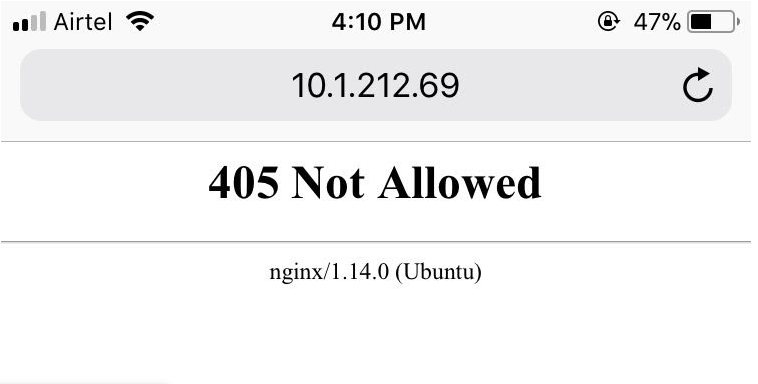 Airtel 4:10 PM 47%
10.1.212.69
405 Not Allowed
nginx/1.14.0 (Ubuntu)